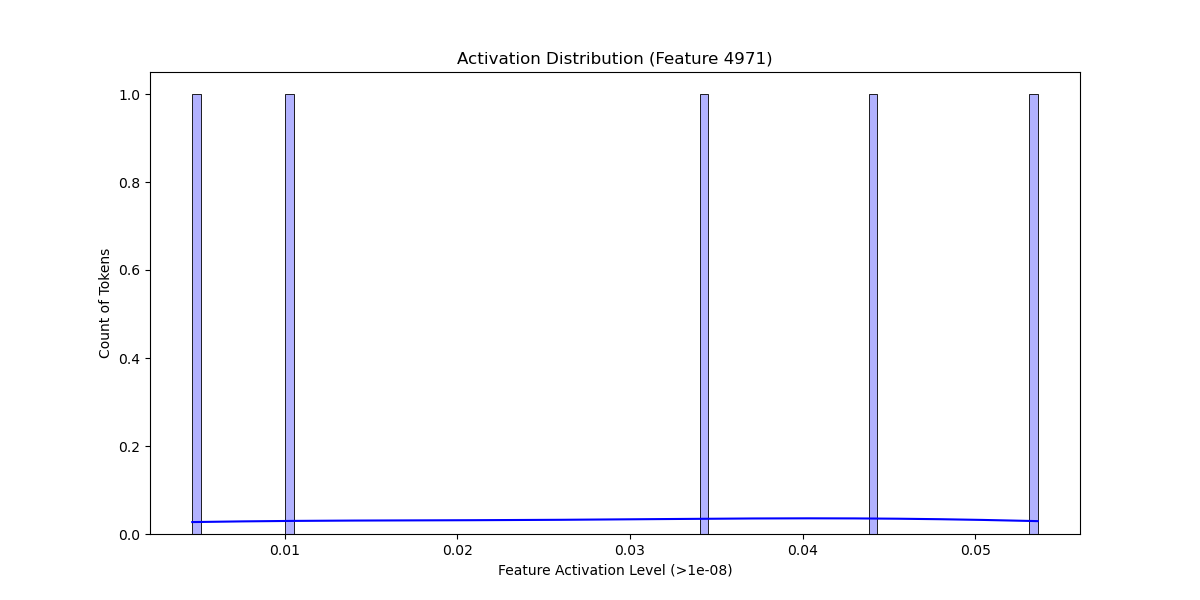 Activation Distribution (Feature 4971)
1.0
0.8
0.6
0.4
0.2
0.0
Count of Tokens
0.01 0.02 0.03 0.04 0.05
Feature Activation Level (>1e-08)